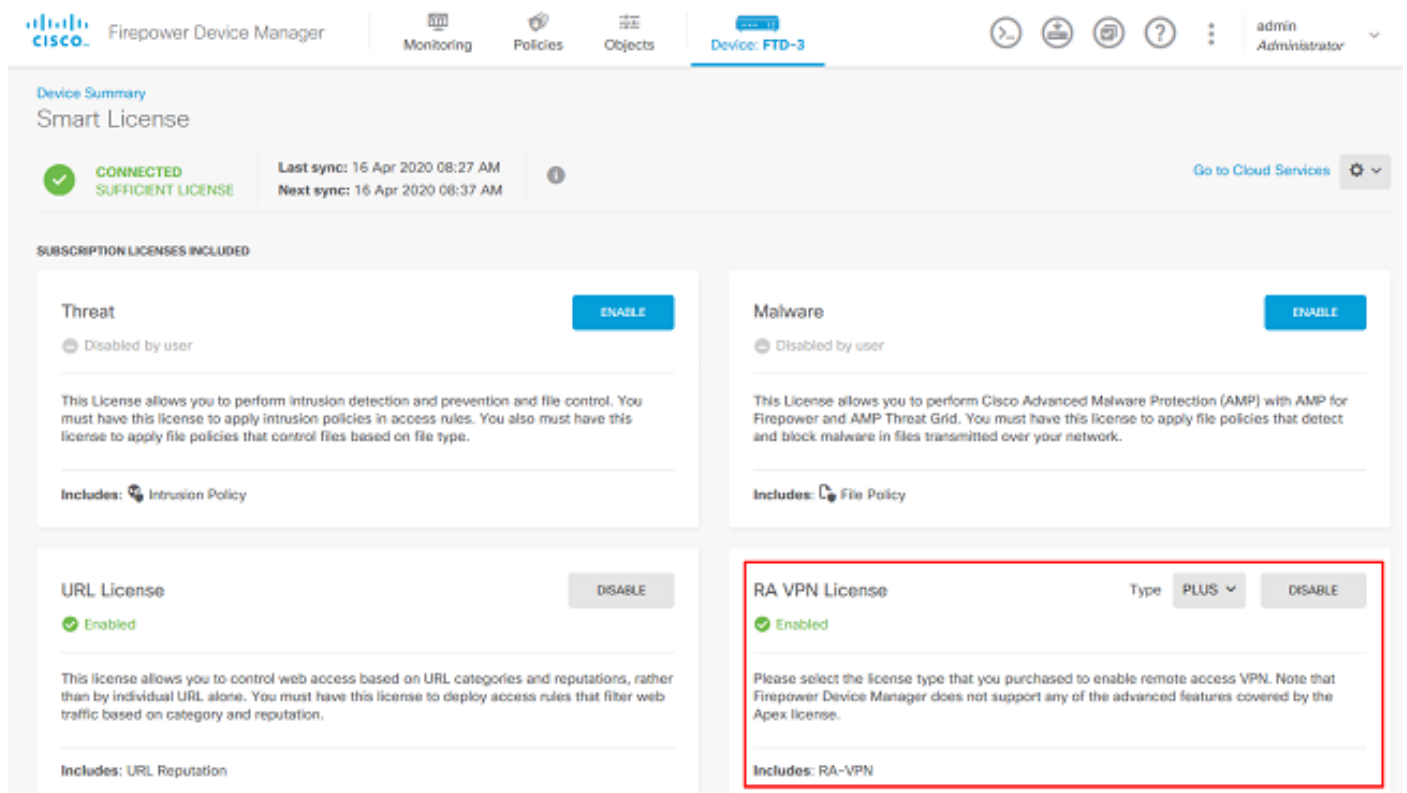 CISCO
Firepower Device Manager
Monitoring
Policies
Objects
Device: FTD-3
admin
Administrator
Device Summary
Smart License
CONNECTED
SUFFICIENT LICENSE
Last sync: 16 Apr 2020 08:27 AM
Next sync: 16 Apr 2020 08:37 AM
Go to Cloud Services
SUBSCRIPTION LICENSES INCLUDED
Threat
ENABLE
Disabled by user
This License allows you to perform intrusion detection and prevention and file control. You
must have this license to apply intrusion policies in access rules. You also must have this
license to apply file policies that control files based on file type.
Includes: Intrusion Policy
Malware
ENABLE
Disabled by user
This License allows you to perform Cisco Advanced Malware Protection (AMP) with AMP for
Firepower and AMP Threat Grid. You must have this license to apply file policies that detect
and block malware in files transmitted over your network.
Includes: File Policy
URL License
DISABLE
Enabled
This license allows you to control web access based on URL categories and reputations, rather
than by individual URL alone. You must have this license to deploy access rules that filter web
traffic based on category and reputation.
Includes: URL Reputation
RA VPN License
Type PLUS
DISABLE
Enabled
Please select the license type that you purchased to enable remote access VPN. Note that
Firepower Device Manager does not support any of the advanced features covered by the
Apex license.
Includes: RA-VPN